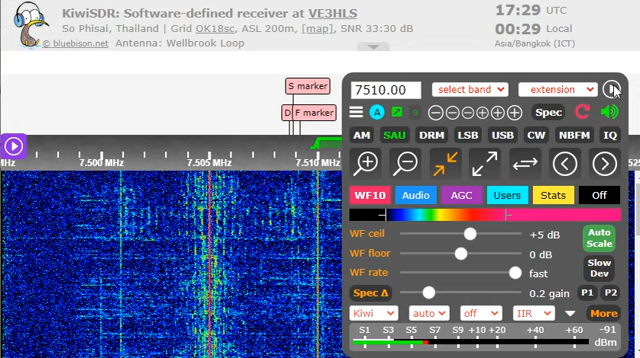 KiwiSDR: Software-defined receiver at VE3HLS
So Phisai, Thailand | Grid OK18sc, ASL 200m, [map], SNR 33:30 dB
© bluebison.net Antenna: Wellbrook Loop
17:29 UTC
00:29 Local
Asia/Bangkok (ICT)
S marker
D F marker
7.500 MHz
7.505 MHz
7.510 MHz
7510.00 select band extension
A 9 Spec
AM SAU DRM LSB USB CW NBFM IQ
WF10 Audio AGC Users Stats Off
WF ceil +5 dB Auto Scale
WF floor 0 dB
WF rate fast Slow Dev
Spec Δ 0.2 gain P1 P2
Kiwi auto off IIR More
S1 S3 S5 S7 S9 +10 +20 +40 +60 -91 dBm